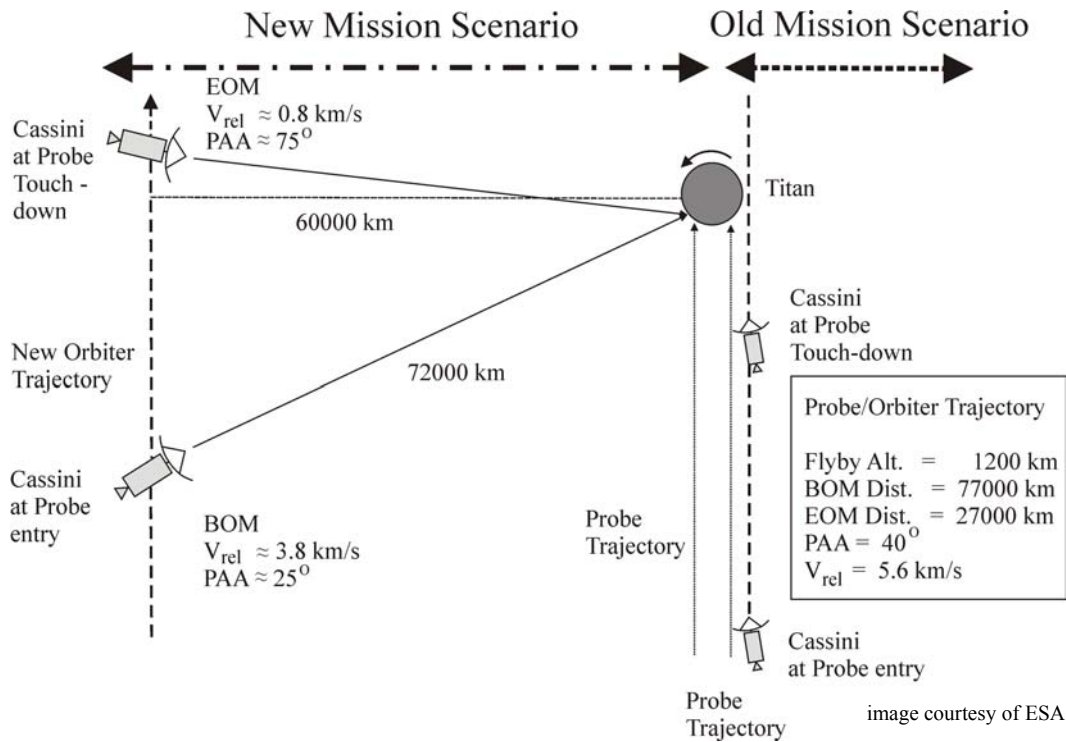 New Mission Scenario
Old Mission Scenario
EOM
V_rel ≈ 0.8 km/s
PAA ≈ 75°
Cassini
at Probe
Touch -
down
60000 km
Titan
New Orbiter
Trajectory
72000 km
Cassini
at Probe
Touch-down
Probe/Orbiter Trajectory
Flyby Alt. = 1200 km
BOM Dist. = 77000 km
EOM Dist. = 27000 km
PAA = 40°
V_rel = 5.6 km/s
Cassini
at Probe
entry
BOM
V_rel ≈ 3.8 km/s
PAA ≈ 25°
Probe
Trajectory
Cassini
at Probe entry
Probe
Trajectory
image courtesy of ESA